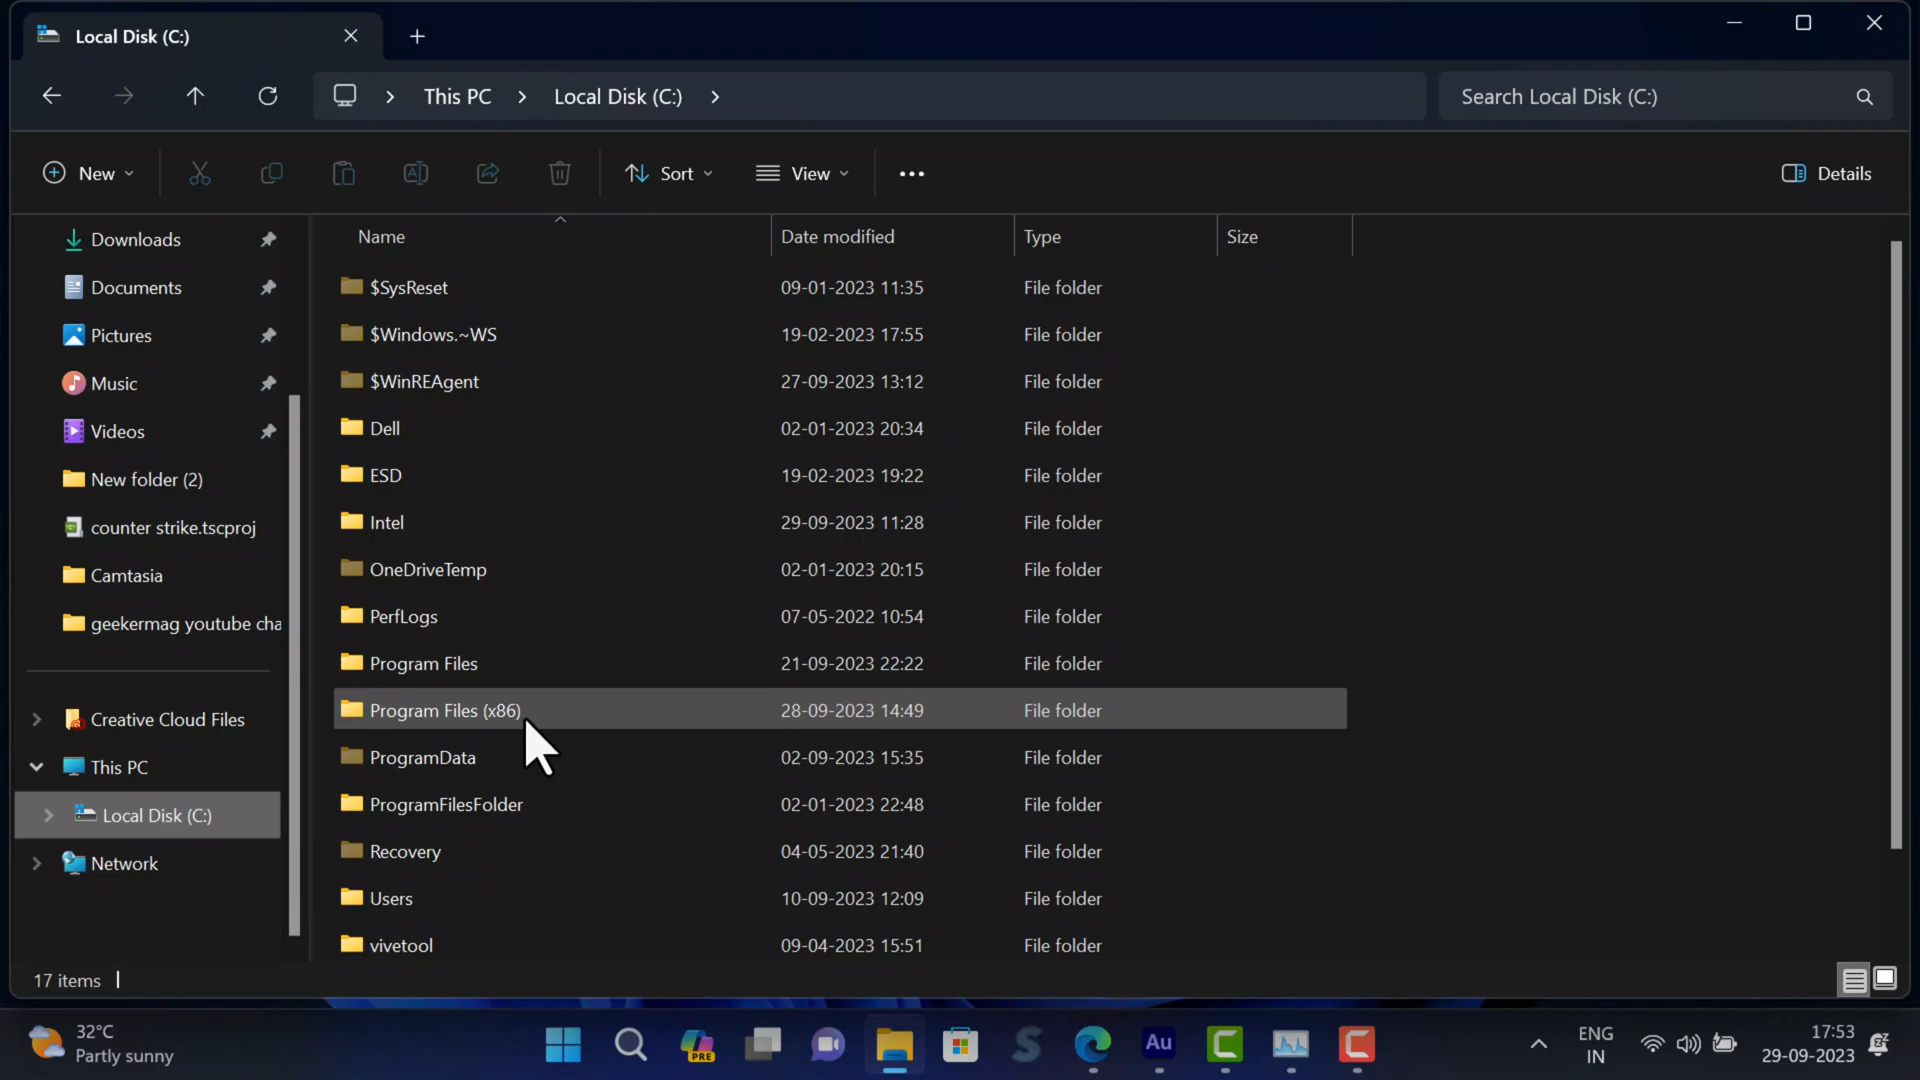 Local Disk (C:)
This PC > Local Disk (C:) >
Search Local Disk (C:)
New
Sort
View
Details
Downloads
Documents
Pictures
Music
Videos
New folder (2)
counter strike.tscproj
Camtasia
geekermag youtube cha
Creative Cloud Files
This PC
Local Disk (C:)
Network
Name Date modified Type Size
$SysReset 09-01-2023 11:35 File folder
$Windows.~WS 19-02-2023 17:55 File folder
$WinREAgent 27-09-2023 13:12 File folder
Dell 02-01-2023 20:34 File folder
ESD 19-02-2023 19:22 File folder
Intel 29-09-2023 11:28 File folder
OneDriveTemp 02-01-2023 20:15 File folder
PerfLogs 07-05-2022 10:54 File folder
Program Files 21-09-2023 22:22 File folder
Program Files (x86) 28-09-2023 14:49 File folder
ProgramData 02-09-2023 15:35 File folder
ProgramFilesFolder 02-01-2023 22:48 File folder
Recovery 04-05-2023 21:40 File folder
Users 10-09-2023 12:09 File folder
vivetool 09-04-2023 15:51 File folder
17 items
32°C
Partly sunny
PRE
Au
ENG
IN
17:53
29-09-2023